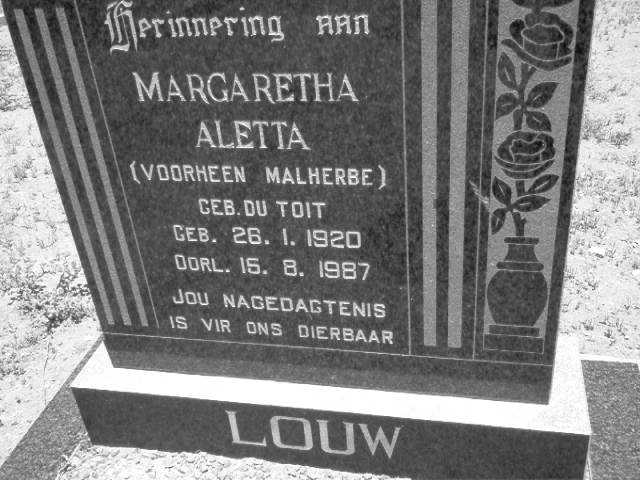 Herinnering aan
MARGARETHA
ALETTA
(VOORHEEN MALHERBE)
GEB. DU TOIT
GEB. 26. 1. 1920
OORL. 15. 8. 1987
JOU NAGEDAGTENIS
IS VIR ONS DIERBAAR
LOUW